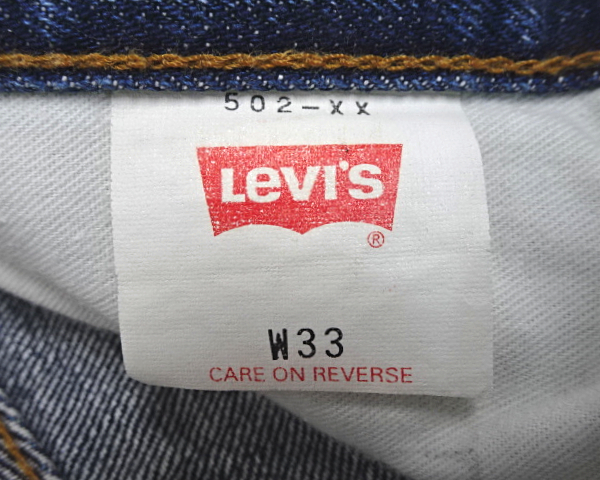 502-XX
Levi's
®
W33
CARE ON REVERSE